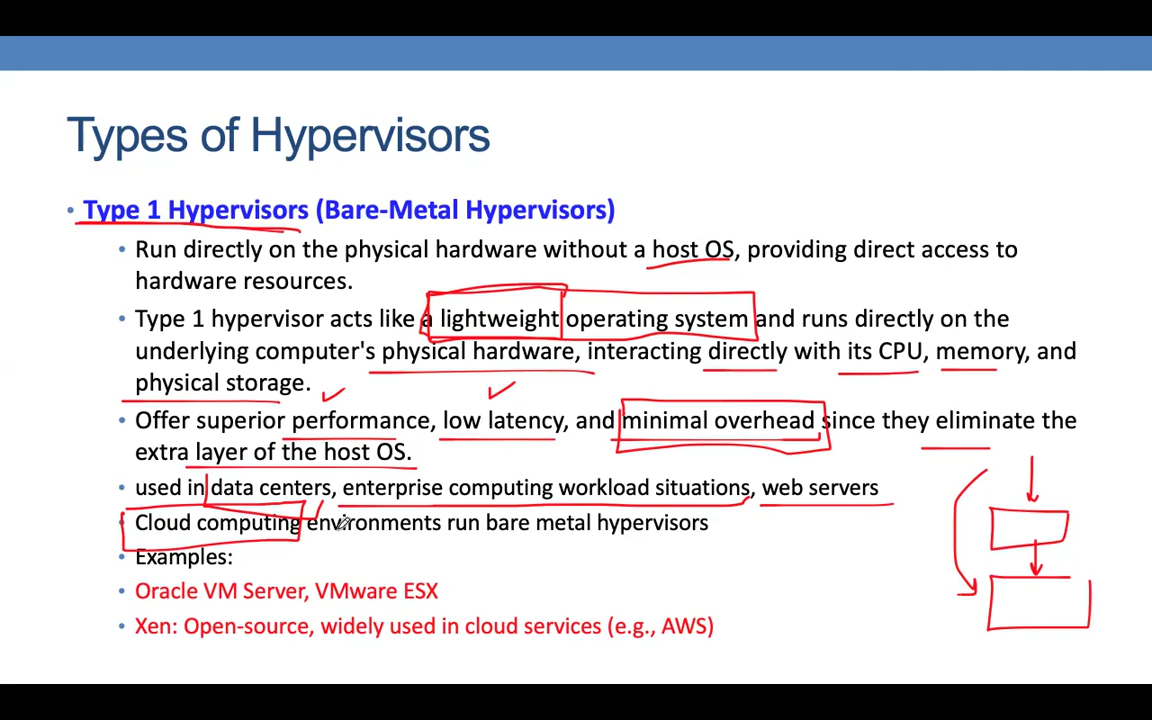 Types of Hypervisors
• Type 1 Hypervisors (Bare-Metal Hypervisors)
• Run directly on the physical hardware without a host OS, providing direct access to
hardware resources.
• Type 1 hypervisor acts like a lightweight operating system and runs directly on the
underlying computer's physical hardware, interacting directly with its CPU, memory, and
physical storage.
• Offer superior performance, low latency, and minimal overhead since they eliminate the
extra layer of the host OS.
• used in data centers, enterprise computing workload situations, web servers
• Cloud computing environments run bare metal hypervisors
• Examples:
• Oracle VM Server, VMware ESX
• Xen: Open-source, widely used in cloud services (e.g., AWS)